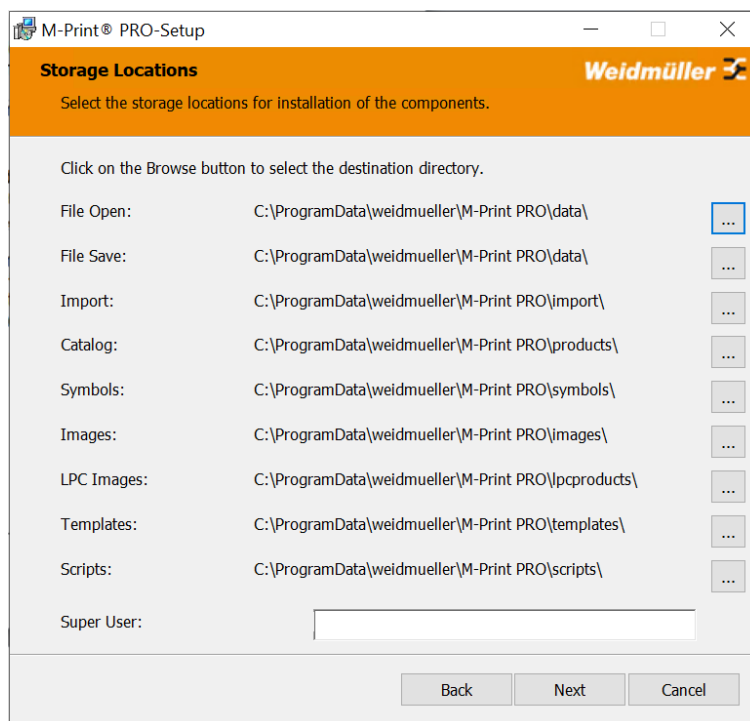 M-Print® PRO-Setup
Storage Locations
Weidmüller
Select the storage locations for installation of the components.
Click on the Browse button to select the destination directory.
File Open: C:\ProgramData\weidmueller\M-Print PRO\data\ ...
File Save: C:\ProgramData\weidmueller\M-Print PRO\data\ ...
Import: C:\ProgramData\weidmueller\M-Print PRO\import\ ...
Catalog: C:\ProgramData\weidmueller\M-Print PRO\products\ ...
Symbols: C:\ProgramData\weidmueller\M-Print PRO\symbols\ ...
Images: C:\ProgramData\weidmueller\M-Print PRO\images\ ...
LPC Images: C:\ProgramData\weidmueller\M-Print PRO\lpcproducts\ ...
Templates: C:\ProgramData\weidmueller\M-Print PRO\templates\ ...
Scripts: C:\ProgramData\weidmueller\M-Print PRO\scripts\ ...
Super User:
Back Next Cancel